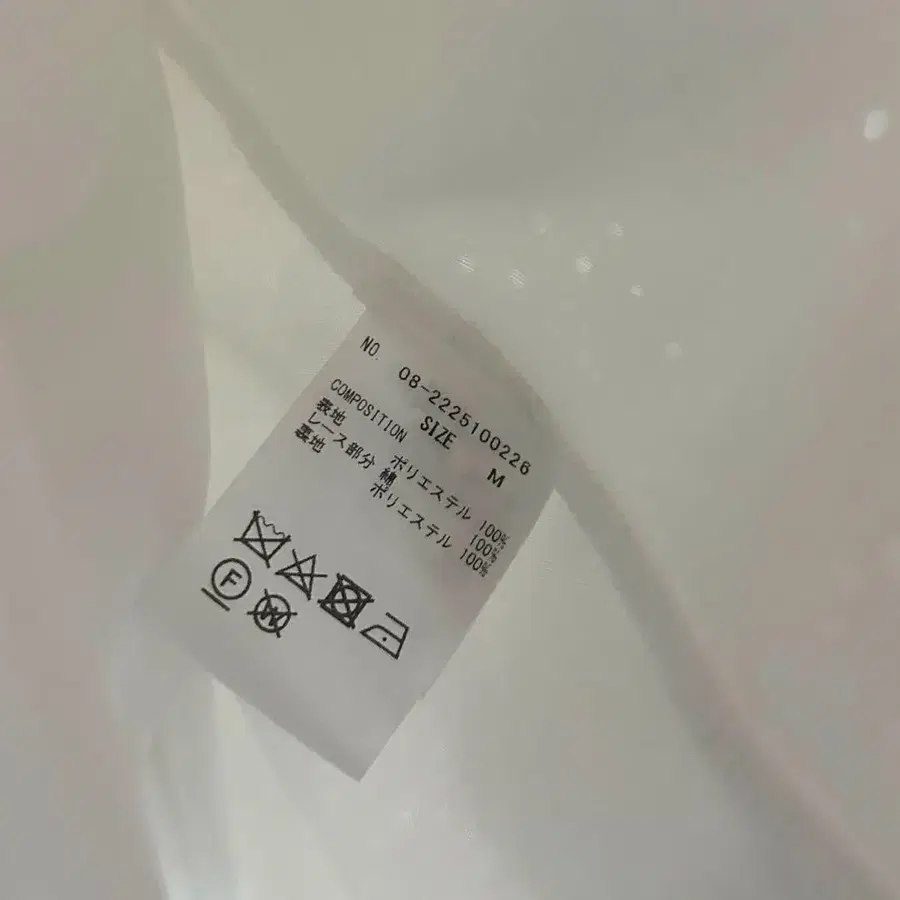 NO. 08-2225100226
SIZE M
COMPOSITION
表地 ポリエステル 100%
レース部分 綿 100%
裏地 ポリエステル 100%
F
W